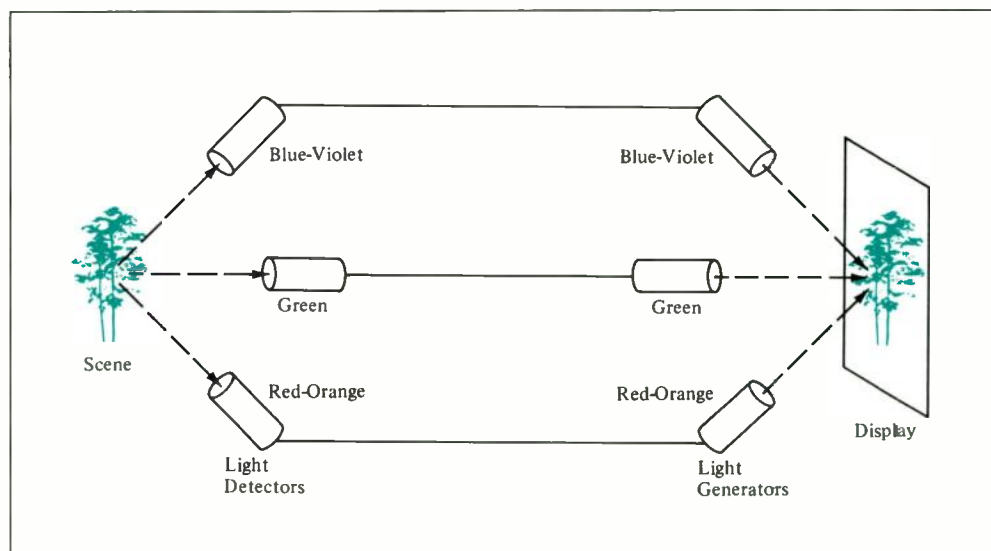 Blue-Violet
Blue-Violet
Green
Green
Scene
Red-Orange
Red-Orange
Display
Light
Detectors
Light
Generators